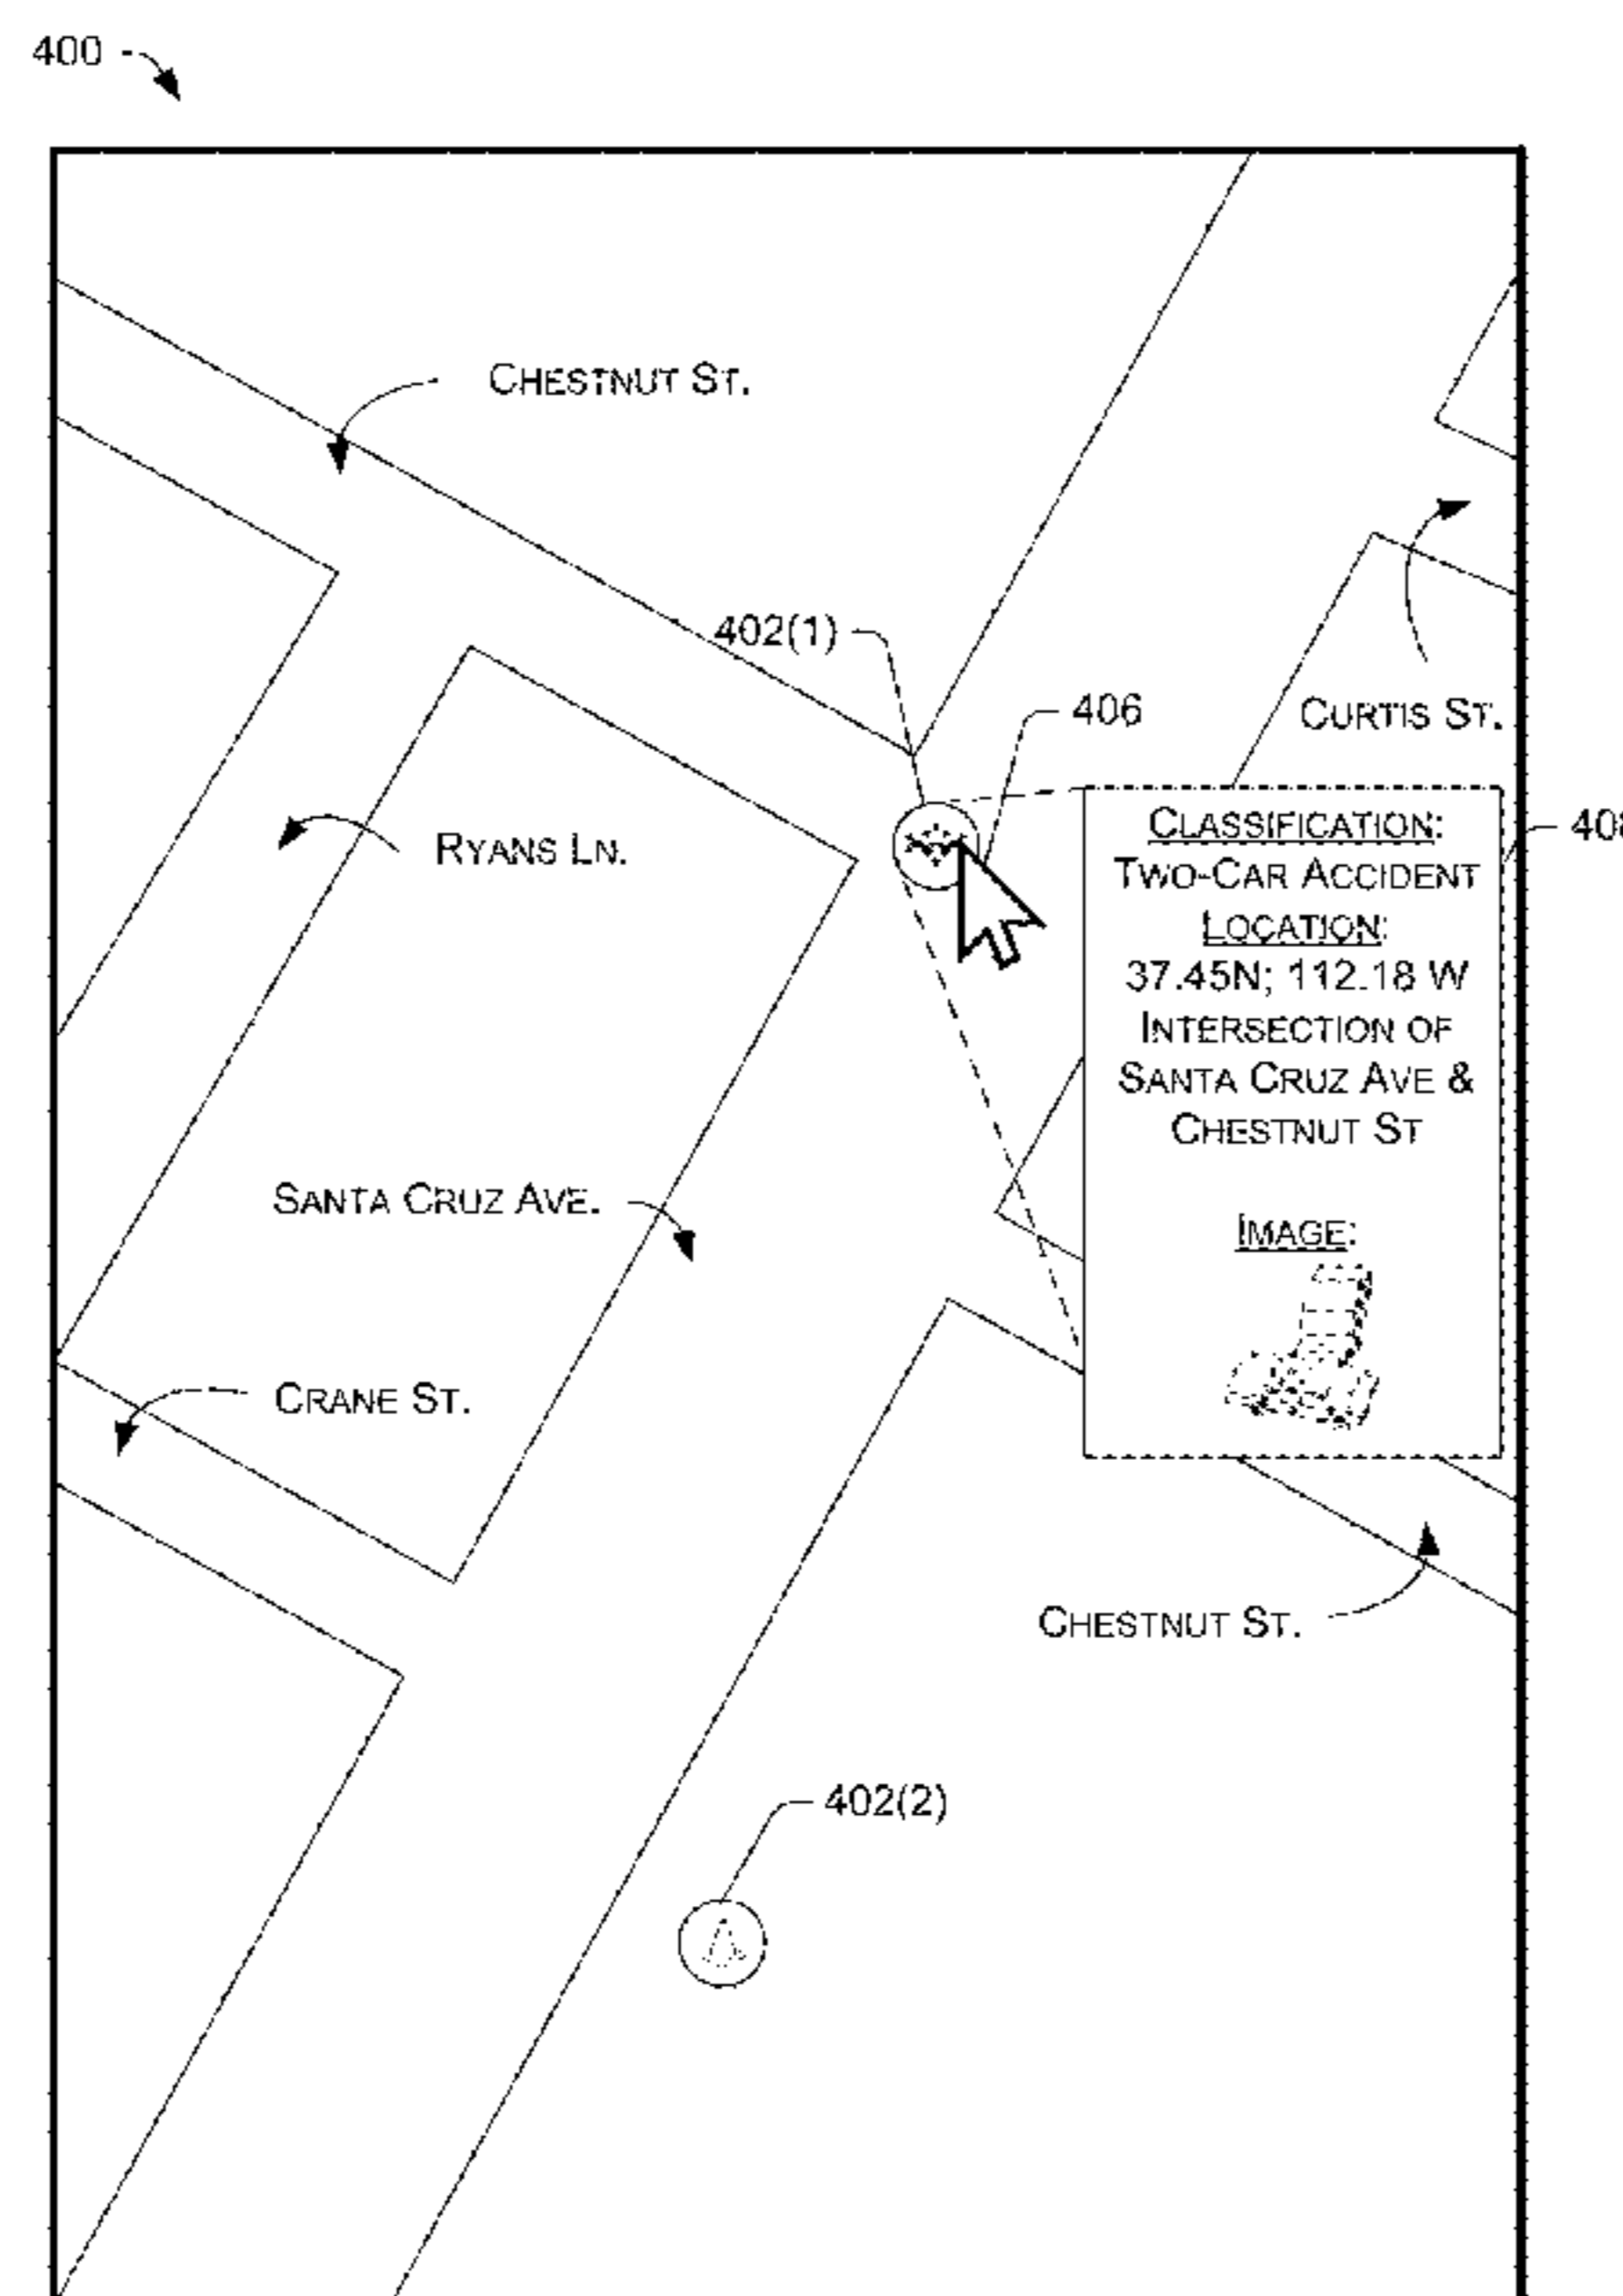 400
CHESTNUT ST.
402(1)
406
CURTIS ST.
RYANS LN.
CLASSIFICATION:
TWO-CAR ACCIDENT
LOCATION:
37.45N; 112.18 W
INTERSECTION OF
SANTA CRUZ AVE &
CHESTNUT ST
IMAGE:
SANTA CRUZ AVE.
CRANE ST.
CHESTNUT ST.
402(2)